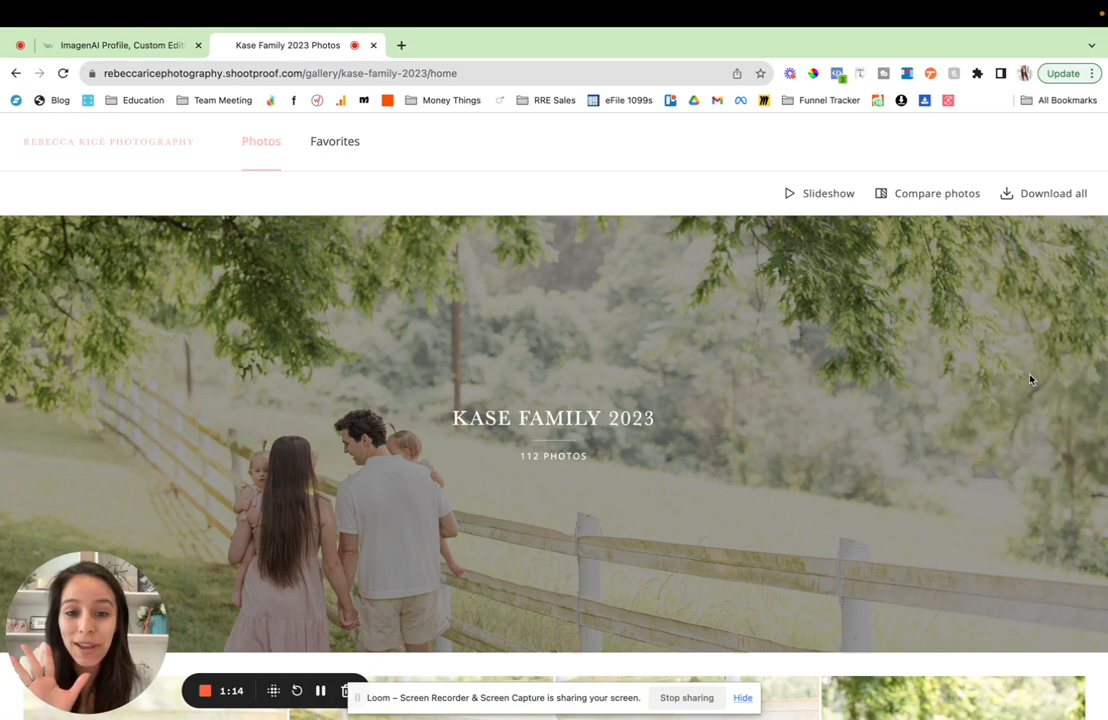 ImagenAI Profile, Custom Edit
Kase Family 2023 Photos
rebeccaricephotography.shootproof.com/gallery/kase-family-2023/home
Update
Blog
Education
Team Meeting
Money Things
RRE Sales
eFile 1099s
Funnel Tracker
All Bookmarks
REBECCA RICE PHOTOGRAPHY
Photos
Favorites
Slideshow
Compare photos
Download all
KASE FAMILY 2023
112 PHOTOS
1:14
Loom – Screen Recorder & Screen Capture is sharing your screen.
Stop sharing
Hide